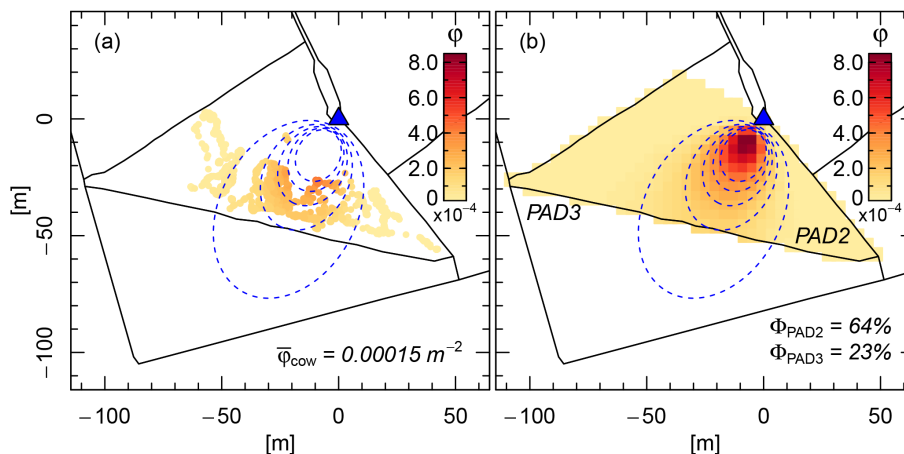 (a)
φ
8.0
6.0
4.0
2.0
0
×10⁻⁴
0
−50
−100
[m]
φ̅cow = 0.00015 m⁻²
−100 −50 0 50
[m]
(b)
φ
8.0
6.0
4.0
2.0
0
×10⁻⁴
PAD3
PAD2
ΦPAD2 = 64%
ΦPAD3 = 23%
−100 −50 0 50
[m]